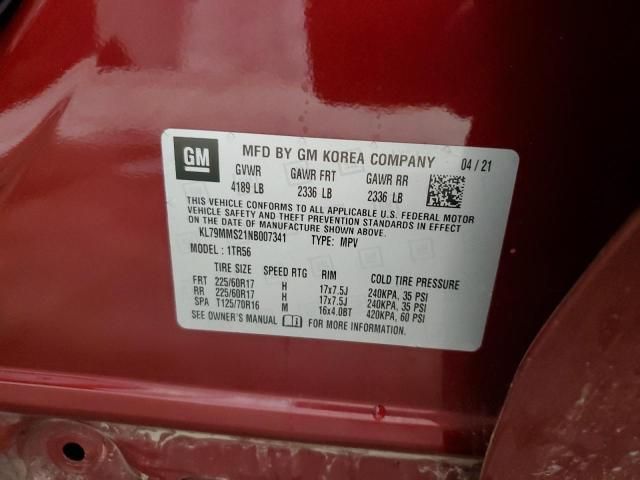 GM MFD BY GM KOREA COMPANY 04/21
GVWR GAWR FRT GAWR RR
4189 LB 2336 LB 2336 LB
THIS VEHICLE CONFORMS TO ALL APPLICABLE U.S. FEDERAL MOTOR
VEHICLE SAFETY AND THEFT PREVENTION STANDARDS IN EFFECT
ON THE DATE OF MANUFACTURE SHOWN ABOVE.
KL79MMS21NB007341 TYPE: MPV
MODEL: 1TR56
TIRE SIZE SPEED RTG RIM COLD TIRE PRESSURE
FRT 225/60R17 H 17x7.5J 240KPA, 35 PSI
RR 225/60R17 H 17x7.5J 240KPA, 35 PSI
SPA T125/70R16 M 16x4.0BT 420KPA, 60 PSI
SEE OWNER'S MANUAL FOR MORE INFORMATION.